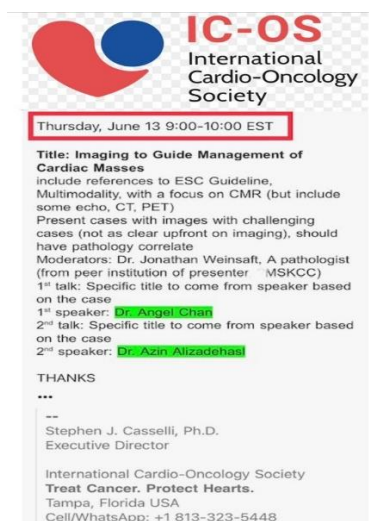 IC-OS
International
Cardio-Oncology
Society
Thursday, June 13 9:00-10:00 EST
Title: Imaging to Guide Management of
Cardiac Masses
include references to ESC Guideline,
Multimodality, with a focus on CMR (but include
some echo, CT, PET)
Present cases with images with challenging
cases (not as clear upfront on imaging), should
have pathology correlate
Moderators: Dr. Jonathan Weinsaft, A pathologist
(from peer institution of presenter MSKCC)
1st talk: Specific title to come from speaker based
on the case
1st speaker: Dr. Angel Chan
2nd talk: Specific title to come from speaker based
on the case
2nd speaker: Dr. Azin Alizadehasl
THANKS
•••
--
Stephen J. Casselli, Ph.D.
Executive Director
International Cardio-Oncology Society
Treat Cancer. Protect Hearts.
Tampa, Florida USA
Cell/WhatsApp: +1 813-323-5448